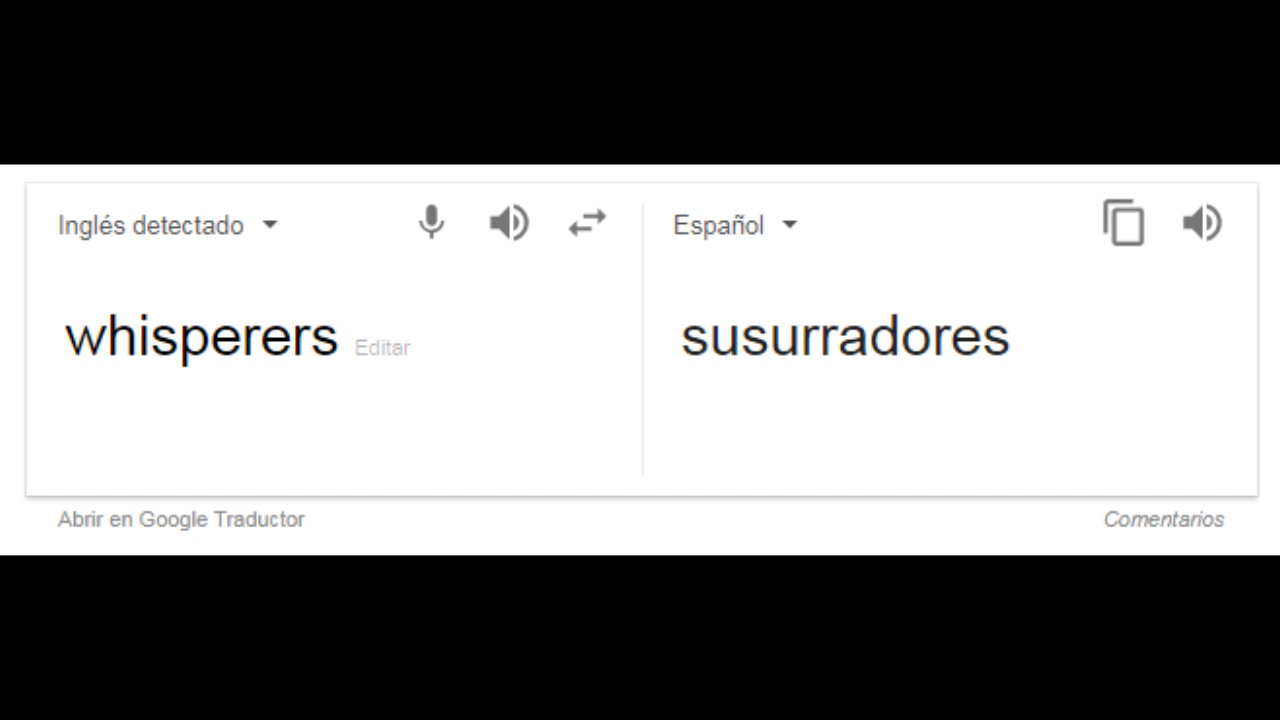 Inglés detectado
Español
whisperers Editar
susurradores
Abrir en Google Traductor
Comentarios